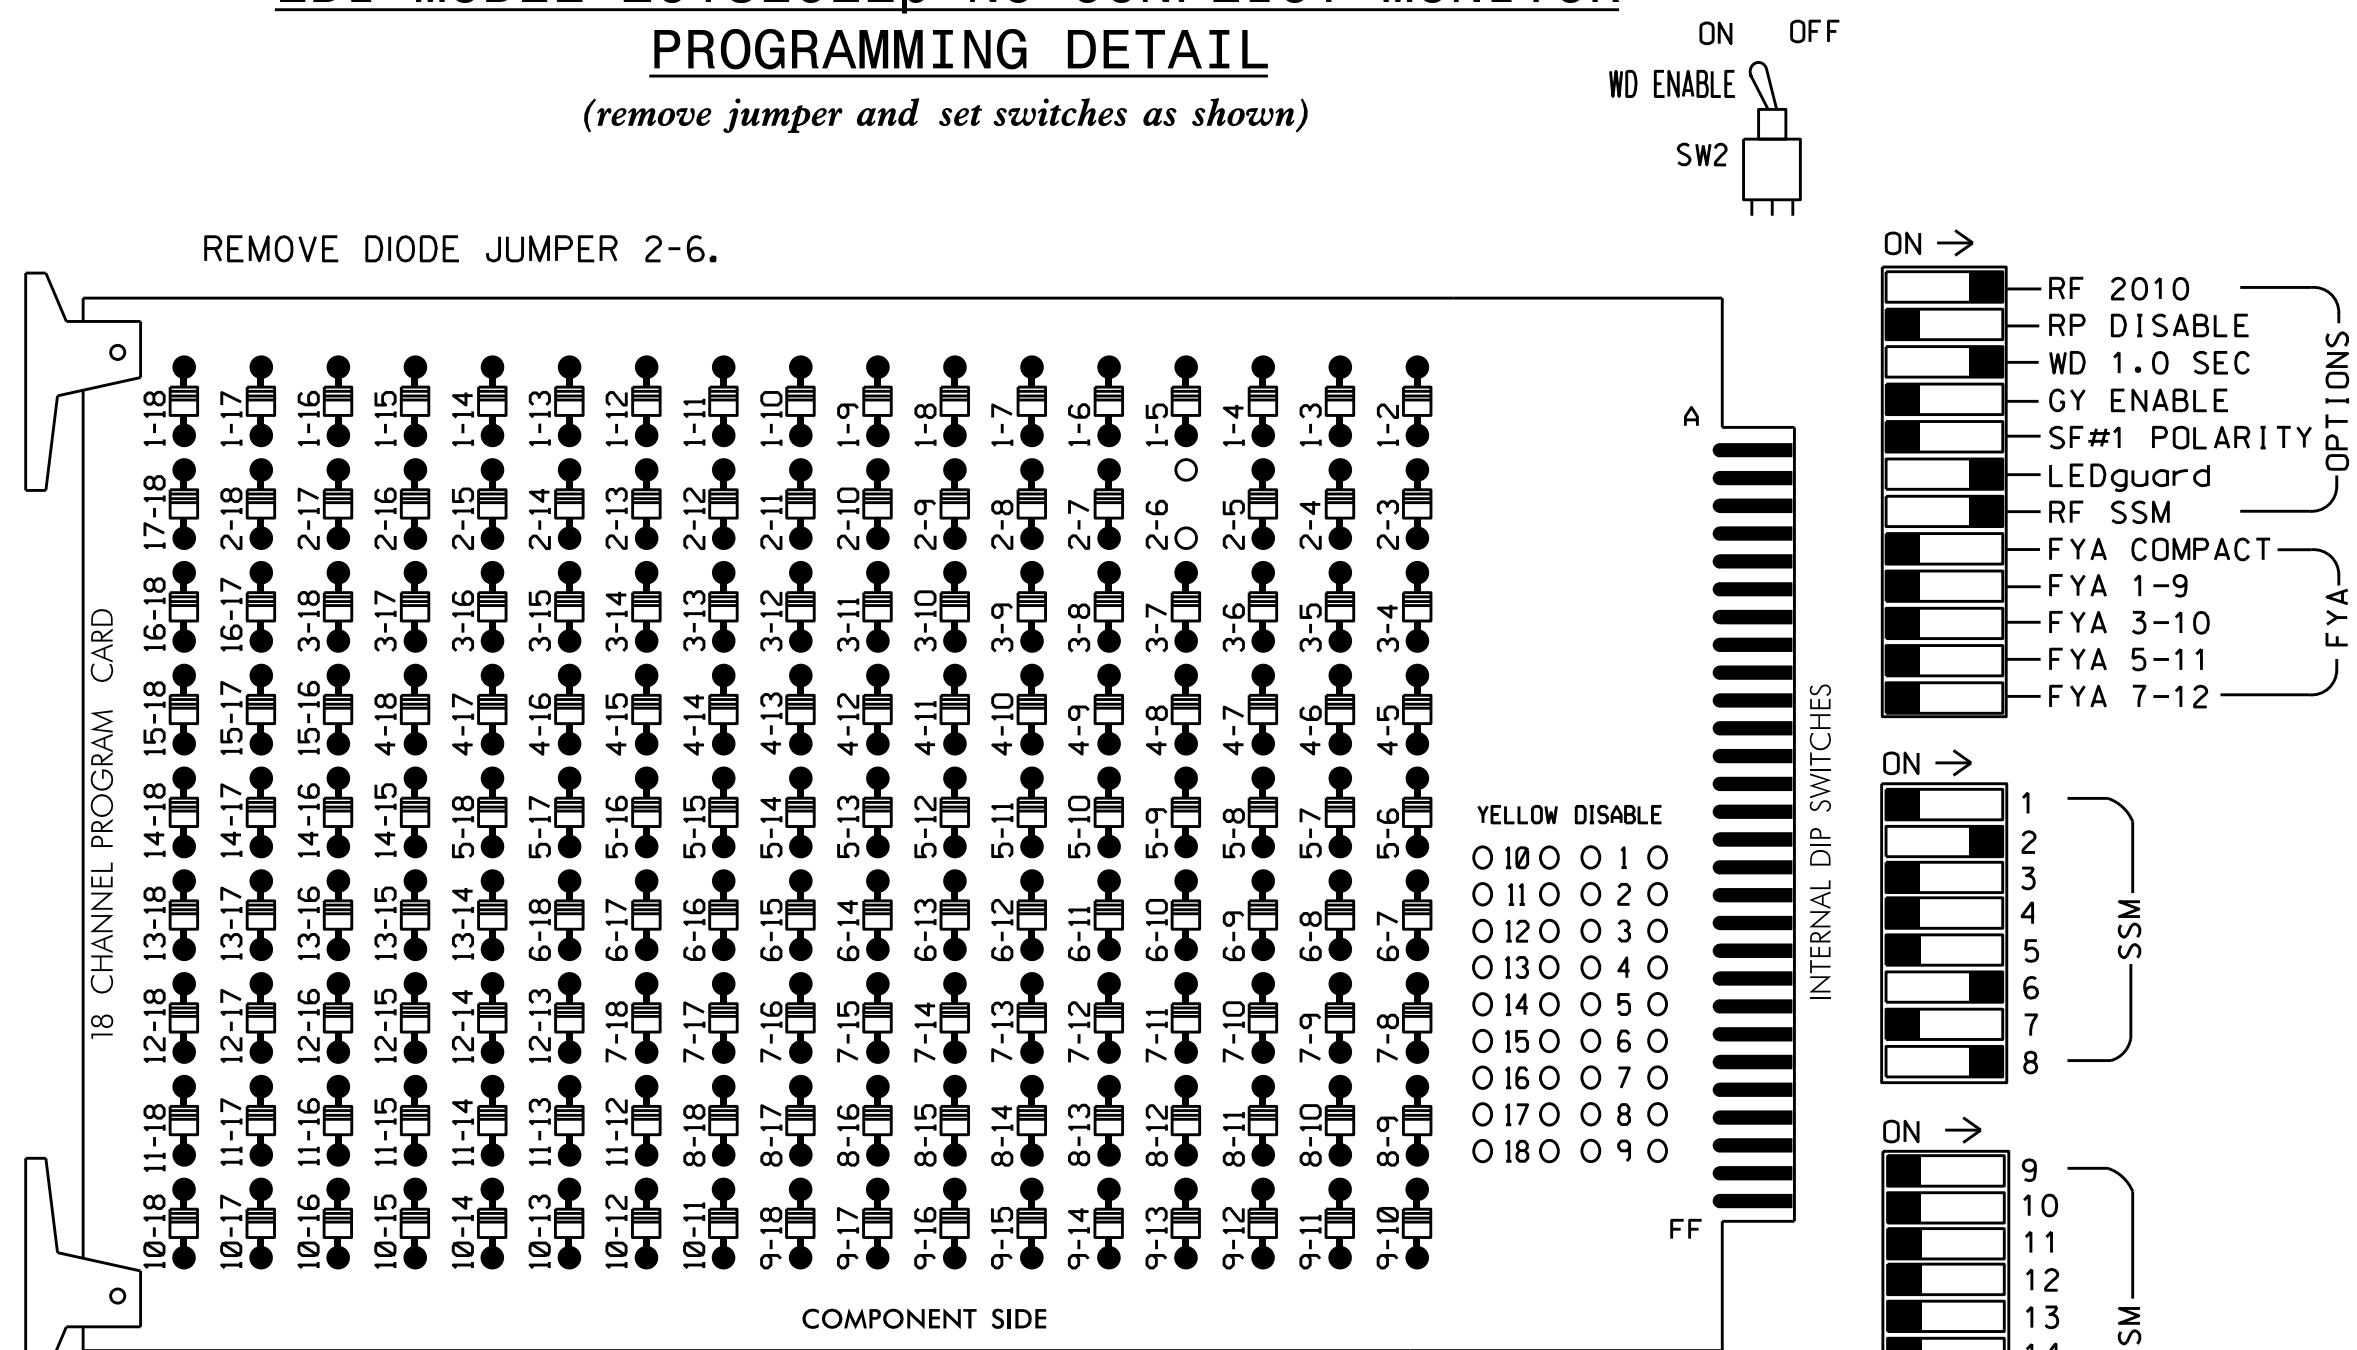 PROGRAMMING DETAIL
(remove jumper and set switches as shown)
ON OFF
WD ENABLE
SW2
REMOVE DIODE JUMPER 2-6.
18 CHANNEL PROGRAM CARD
1-18 1-17 1-16 1-15 1-14 1-13 1-12 1-11 1-10 1-9 1-8 1-7 1-6 1-5 1-4 1-3 1-2
17-18 2-18 2-17 2-16 2-15 2-14 2-13 2-12 2-11 2-10 2-9 2-8 2-7 2-6 2-5 2-4 2-3
16-18 16-17 3-18 3-17 3-16 3-15 3-14 3-13 3-12 3-11 3-10 3-9 3-8 3-7 3-6 3-5 3-4
15-18 15-17 15-16 4-18 4-17 4-16 4-15 4-14 4-13 4-12 4-11 4-10 4-9 4-8 4-7 4-6 4-5
14-18 14-17 14-16 14-15 5-18 5-17 5-16 5-15 5-14 5-13 5-12 5-11 5-10 5-9 5-8 5-7 5-6
13-18 13-17 13-16 13-15 13-14 6-18 6-17 6-16 6-15 6-14 6-13 6-12 6-11 6-10 6-9 6-8 6-7
12-18 12-17 12-16 12-15 12-14 12-13 7-18 7-17 7-16 7-15 7-14 7-13 7-12 7-11 7-10 7-9 7-8
11-18 11-17 11-16 11-15 11-14 11-13 11-12 8-18 8-17 8-16 8-15 8-14 8-13 8-12 8-11 8-10 8-9
10-18 10-17 10-16 10-15 10-14 10-13 10-12 10-11 9-18 9-17 9-16 9-15 9-14 9-13 9-12 9-11 9-10
COMPONENT SIDE
YELLOW DISABLE
10 1
11 2
12 3
13 4
14 5
15 6
16 7
17 8
18 9
A
FF
INTERNAL DIP SWITCHES
ON
RF 2010
RP DISABLE
WD 1.0 SEC
GY ENABLE
SF#1 POLARITY
LEDguard
RF SSM
OPTIONS
FYA COMPACT
FYA 1-9
FYA 3-10
FYA 5-11
FYA 7-12
FYA
ON
1
2
3
4
5
6
7
8
SSM
ON
9
10
11
12
13
SM